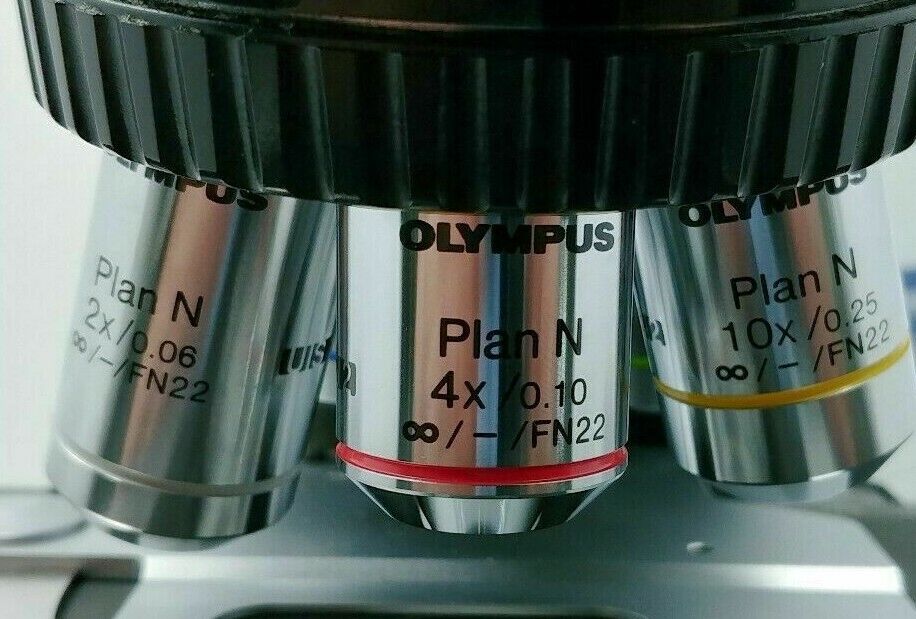 OLYMPUS
Plan N
2x/0.06
∞/-/FN22
OLYMPUS
Plan N
4x/0.10
∞/-/FN22
OLYMPUS
Plan N
10x/0.25
∞/-/FN22